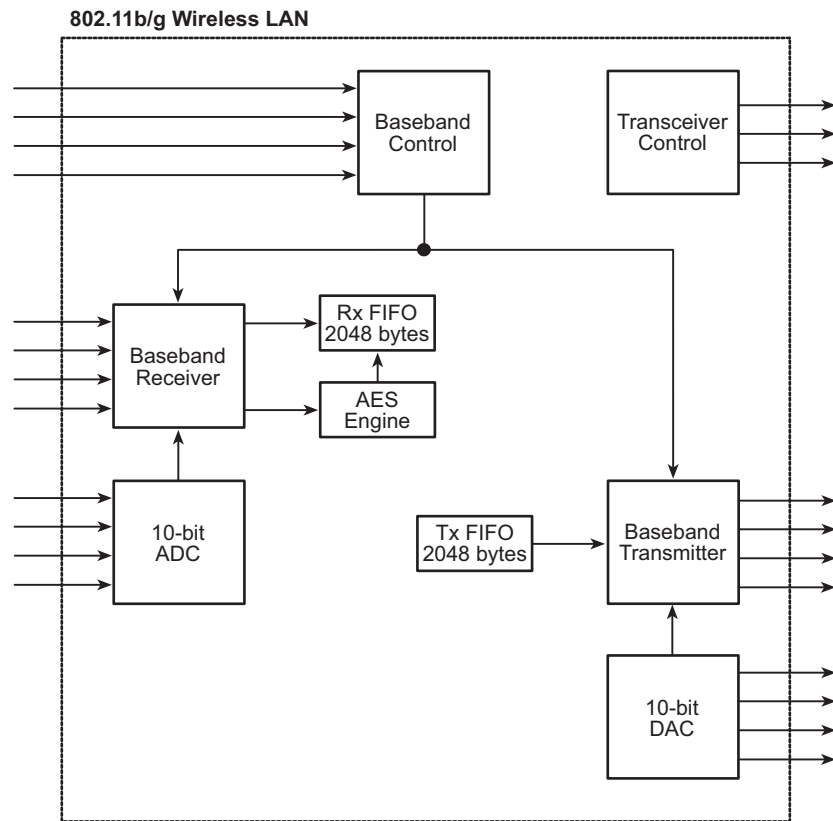 802.11b/g Wireless LAN
Baseband
Control
Transceiver
Control
Baseband
Receiver
Rx FIFO
2048 bytes
AES
Engine
10-bit
ADC
Tx FIFO
2048 bytes
Baseband
Transmitter
10-bit
DAC